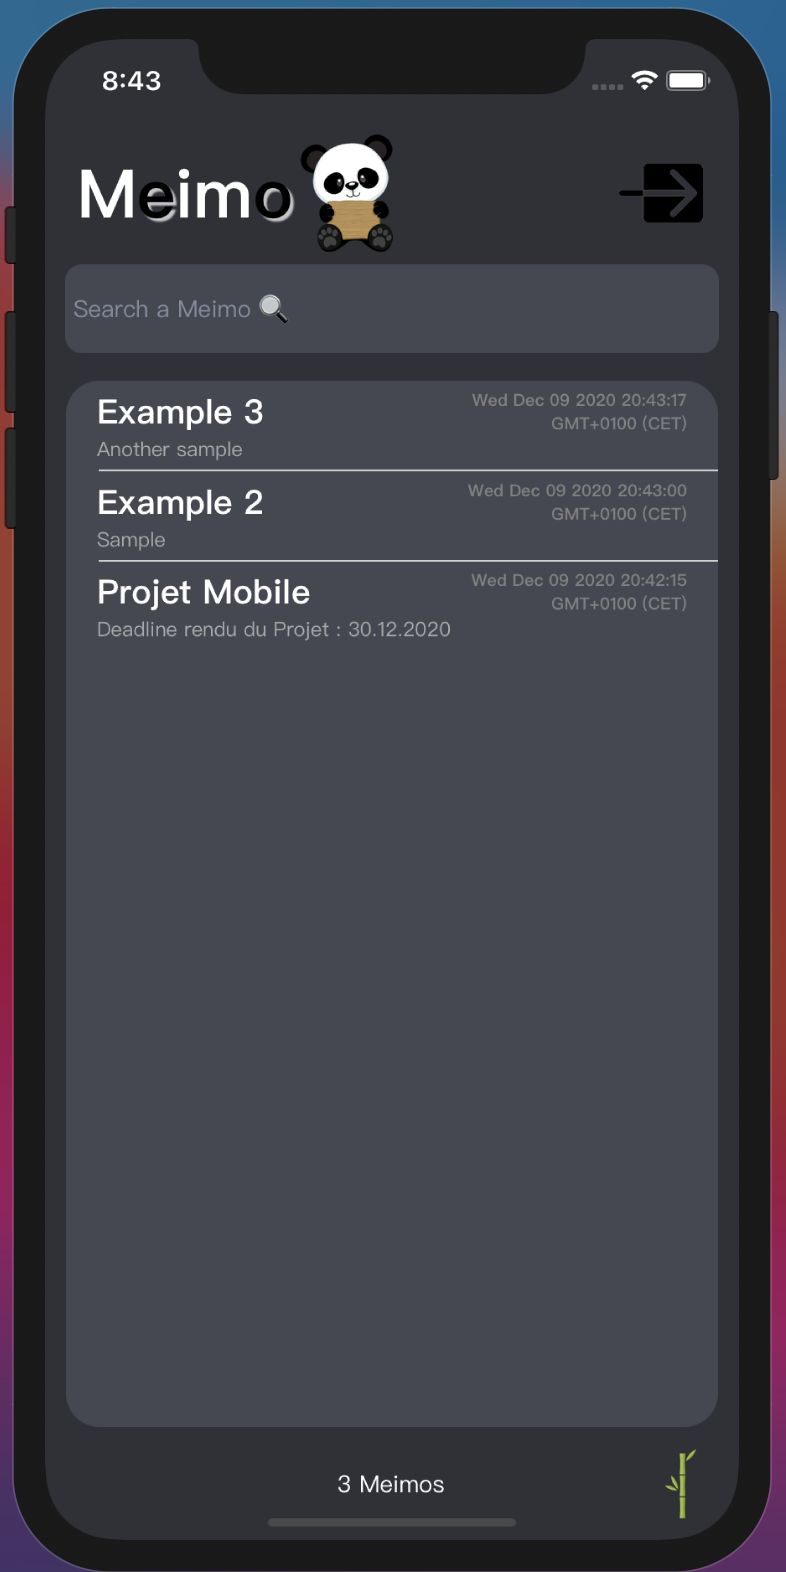 8:43
Meimo
Search a Meimo 🔍
Example 3
Wed Dec 09 2020 20:43:17
GMT+0100 (CET)
Another sample
Example 2
Wed Dec 09 2020 20:43:00
GMT+0100 (CET)
Sample
Projet Mobile
Wed Dec 09 2020 20:42:15
GMT+0100 (CET)
Deadline rendu du Projet : 30.12.2020
3 Meimos